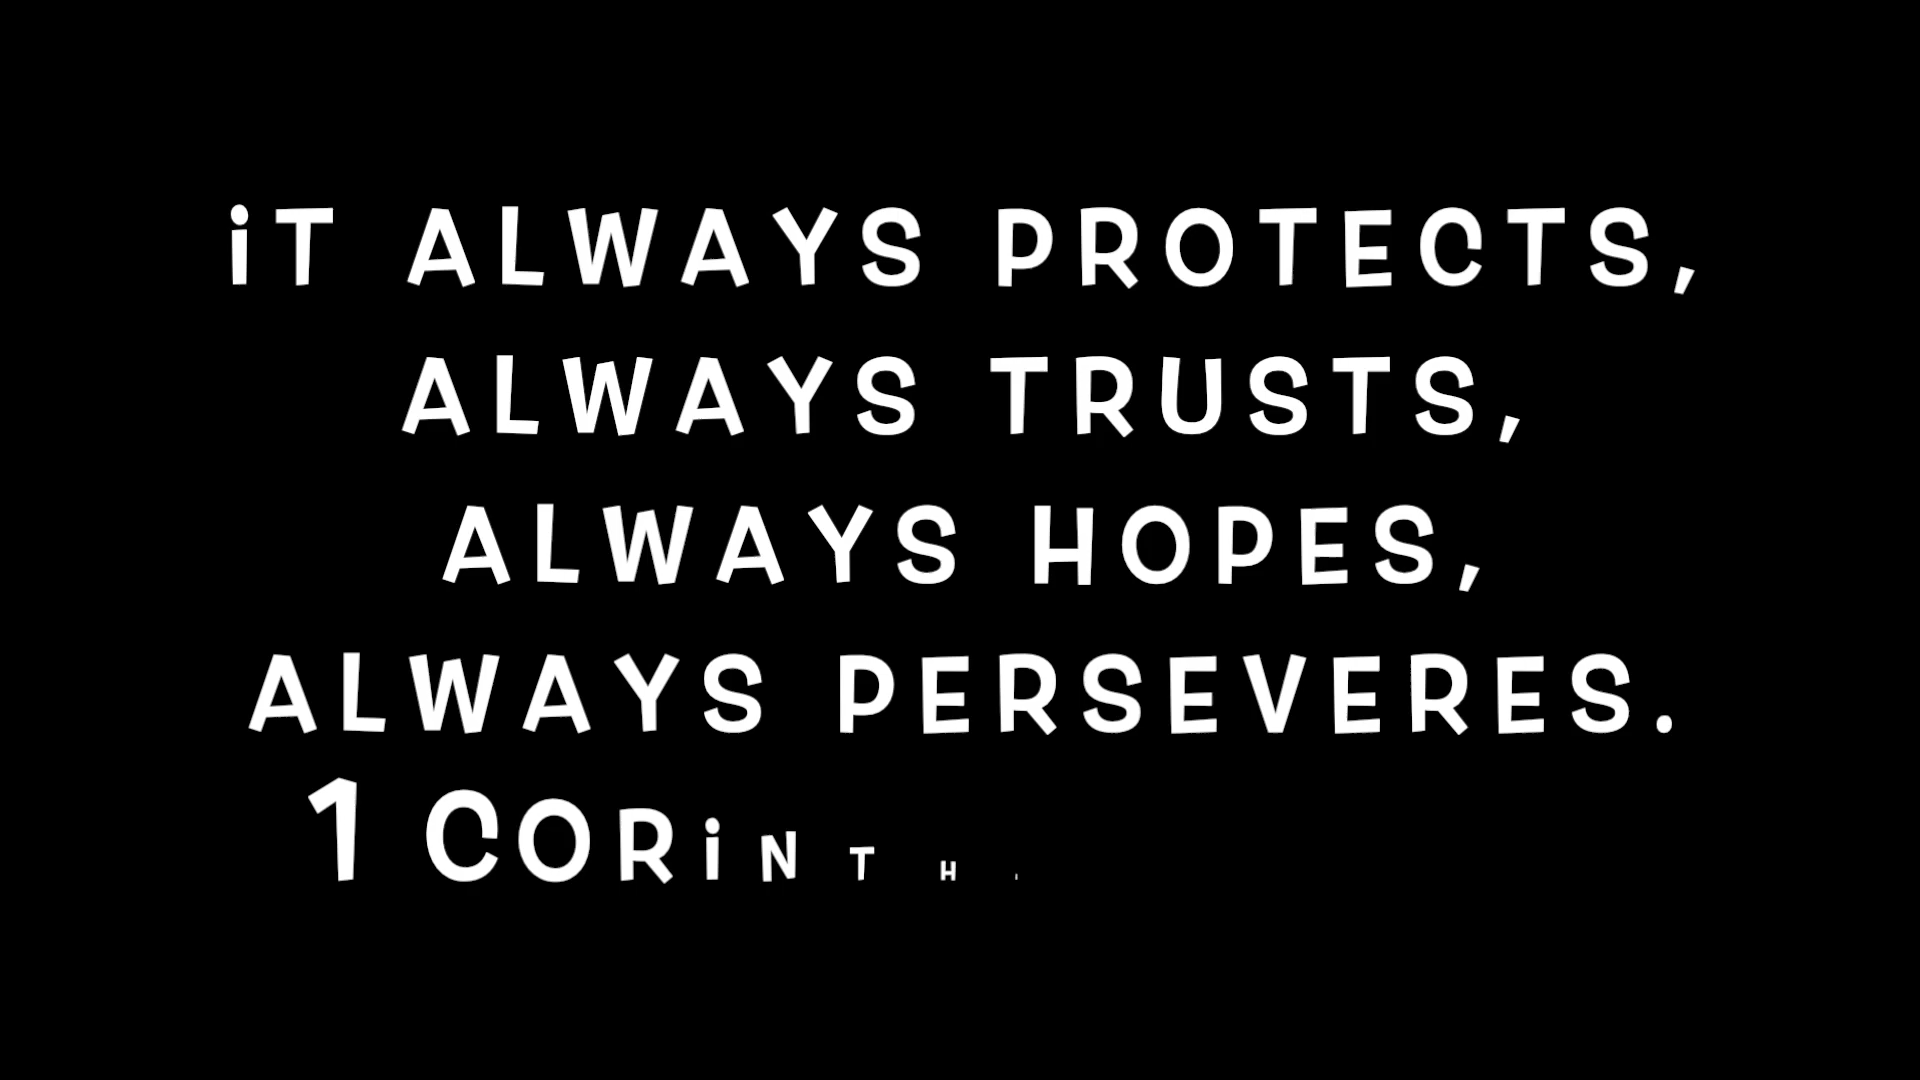 iT ALWAYS PROTECTS,
ALWAYS TRUSTS,
ALWAYS HOPES,
ALWAYS PERSEVERES.
1 CORiNTH